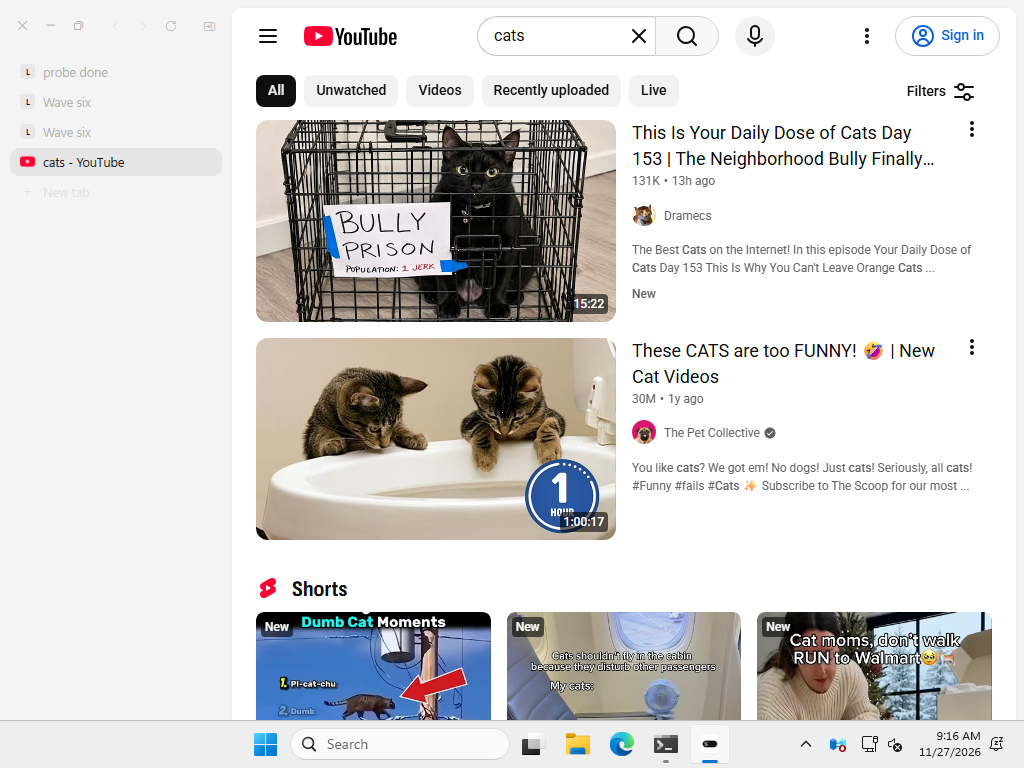 probe done
Wave six
Wave six
cats - YouTube
New tab
YouTube
cats
Sign in
All
Unwatched
Videos
Recently uploaded
Live
Filters
BULLY
PRISON
POPULATION: 1 JERK
15:22
This Is Your Daily Dose of Cats Day
153 | The Neighborhood Bully Finally...
131K • 13h ago
Dramecs
The Best Cats on the Internet! In this episode Your Daily Dose of
Cats Day 153 This Is Why You Can't Leave Orange Cats ...
New
1
HOUR
1:00:17
These CATS are too FUNNY! 🤣 | New
Cat Videos
30M • 1y ago
The Pet Collective
You like cats? We got em! No dogs! Just cats! Seriously, all cats!
#Funny #fails #Cats ✨ Subscribe to The Scoop for our most ...
Shorts
New
Dumb Cat Moments
1. Pi-cat-chu
2. Dumb
New
Cats shouldn't fly in the cabin
because they disturb other passengers
My cats:
New
Cat moms, don't walk
RUN to Walmart
Search
9:16 AM
11/27/2026